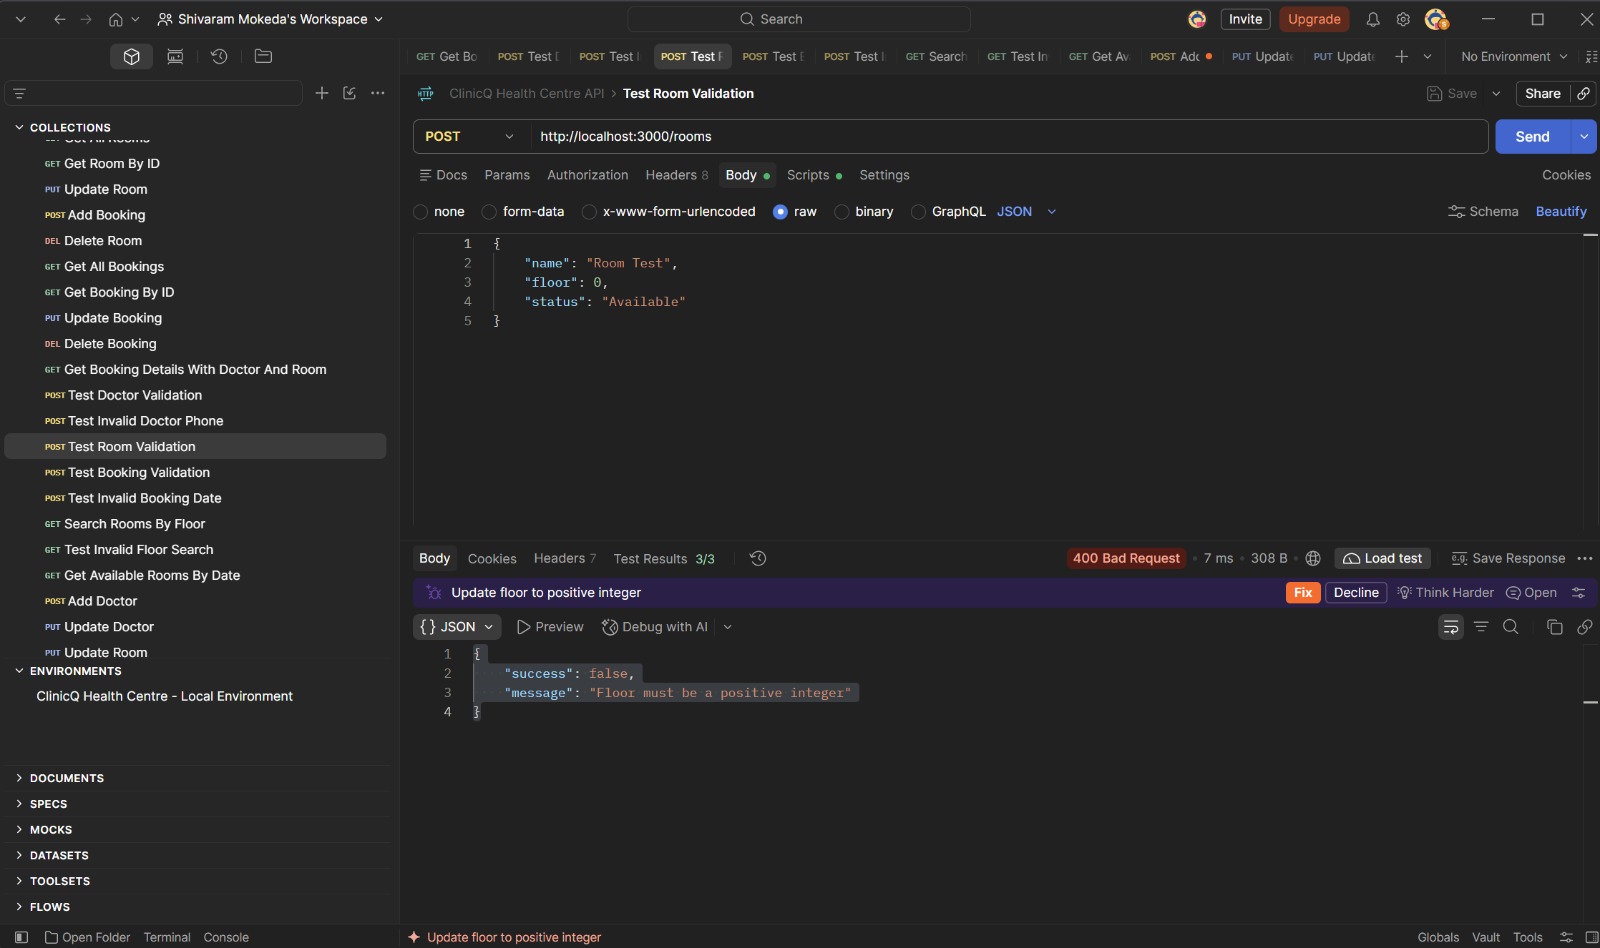 Shivaram Mokeda's Workspace
Search
Invite
Upgrade
GET Get Bo
POST Test
POST Test
POST Test
POST Test
POST Test
GET Search
GET Test In
GET Get Av
POST Adc
PUT Update
PUT Update
No Environment
HTTP
ClinicQ Health Centre API > Test Room Validation
Save
Share
COLLECTIONS
GET Get All Rooms
GET Get Room By ID
PUT Update Room
POST Add Booking
DEL Delete Room
GET Get All Bookings
GET Get Booking By ID
PUT Update Booking
DEL Delete Booking
GET Get Booking Details With Doctor And Room
POST Test Doctor Validation
POST Test Invalid Doctor Phone
POST Test Room Validation
POST Test Booking Validation
POST Test Invalid Booking Date
GET Search Rooms By Floor
GET Test Invalid Floor Search
GET Get Available Rooms By Date
POST Add Doctor
PUT Update Doctor
PUT Update Room
ENVIRONMENTS
ClinicQ Health Centre - Local Environment
DOCUMENTS
SPECS
MOCKS
DATASETS
TOOLSETS
FLOWS
POST
http://localhost:3000/rooms
Send
Docs Params Authorization Headers 8 Body Scripts Settings
Cookies
none form-data x-www-form-urlencoded raw binary GraphQL JSON
Schema Beautify
1 {
2 "name": "Room Test",
3 "floor": 0,
4 "status": "Available"
5 }
Body Cookies Headers 7 Test Results 3/3
400 Bad Request • 7 ms • 308 B
Load test
e.g. Save Response
Update floor to positive integer
Fix Decline Think Harder Open
{} JSON Preview Debug with AI
1 {
2 "success": false,
3 "message": "Floor must be a positive integer"
4 }
Open Folder Terminal Console
Update floor to positive integer
Globals Vault Tools